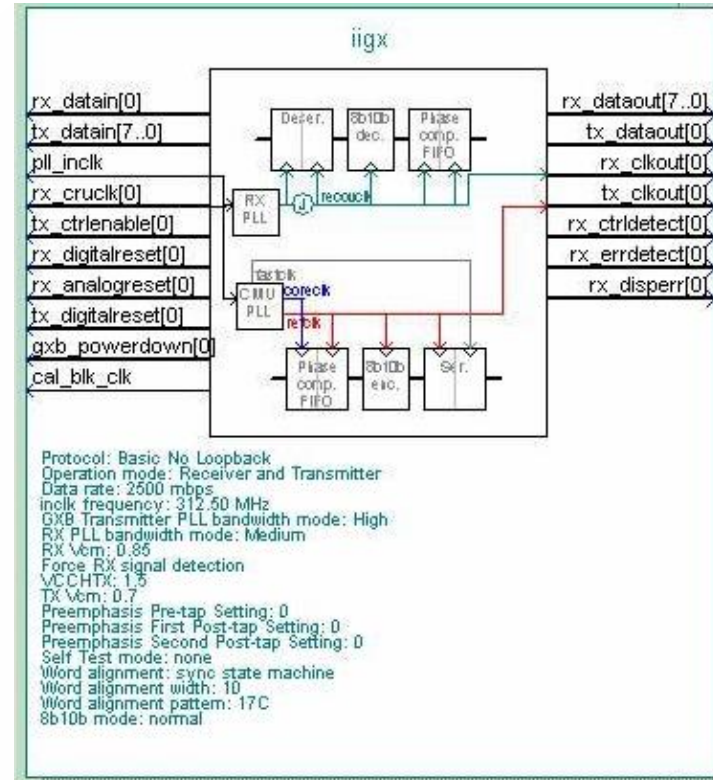 iigx
rx_datain[0]
tx_datain[7..0]
pll_inclk
rx_cruclk[0]
tx_ctrlenable[0]
rx_digitalreset[0]
rx_analogreset[0]
tx_digitalreset[0]
gxb_powerdown[0]
cal_blk_clk
Deser.
8b10b
dec.
Phase
comp.
FIFO
RX
PLL
J
fastclk
CMU
PLL
coreclk
refclk
Phase
comp.
FIFO
8b10b
enc.
Ser.
rx_dataout[7..0]
tx_dataout[0]
rx_clkout[0]
tx_clkout[0]
rx_ctrldetect[0]
rx_errdetect[0]
rx_disperr[0]
Protocol: Basic No Loopback
Operation mode: Receiver and Transmitter
Data rate: 2500 mbps
inclk frequency: 312.50 MHz
GXB Transmitter PLL bandwidth mode: High
RX PLL bandwidth mode: Medium
RX Vcm: 0.85
Force RX signal detection
VCCHTX: 1.5
TX Vcm: 0.7
Preemphasis Pre-tap Setting: 0
Preemphasis First Post-tap Setting: 0
Preemphasis Second Post-tap Setting: 0
Self Test mode: none
Word alignment: sync state machine
Word alignment width: 10
Word alignment pattern: 17C
8b10b mode: normal